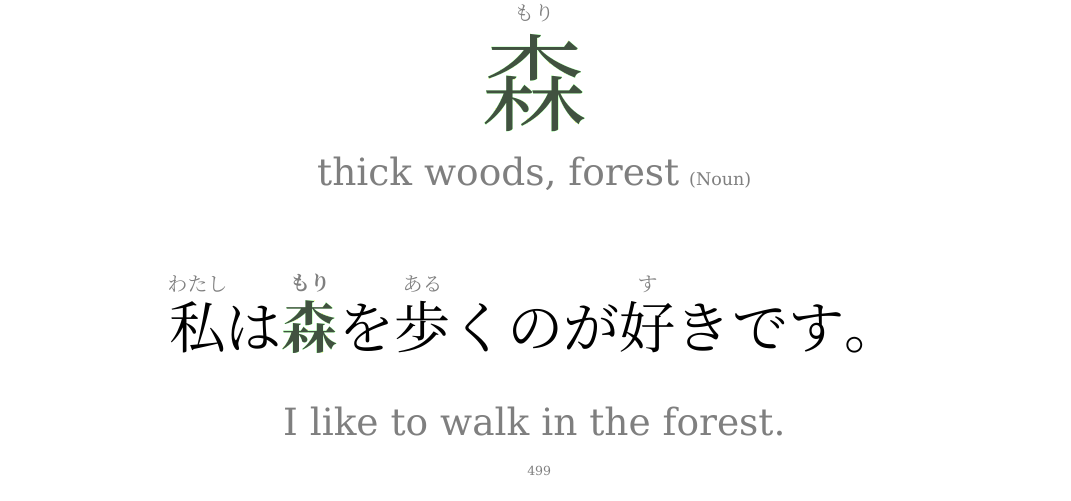 もり
森
thick woods, forest (Noun)
わたし もり ある す
私は森を歩くのが好きです。
I like to walk in the forest.
499